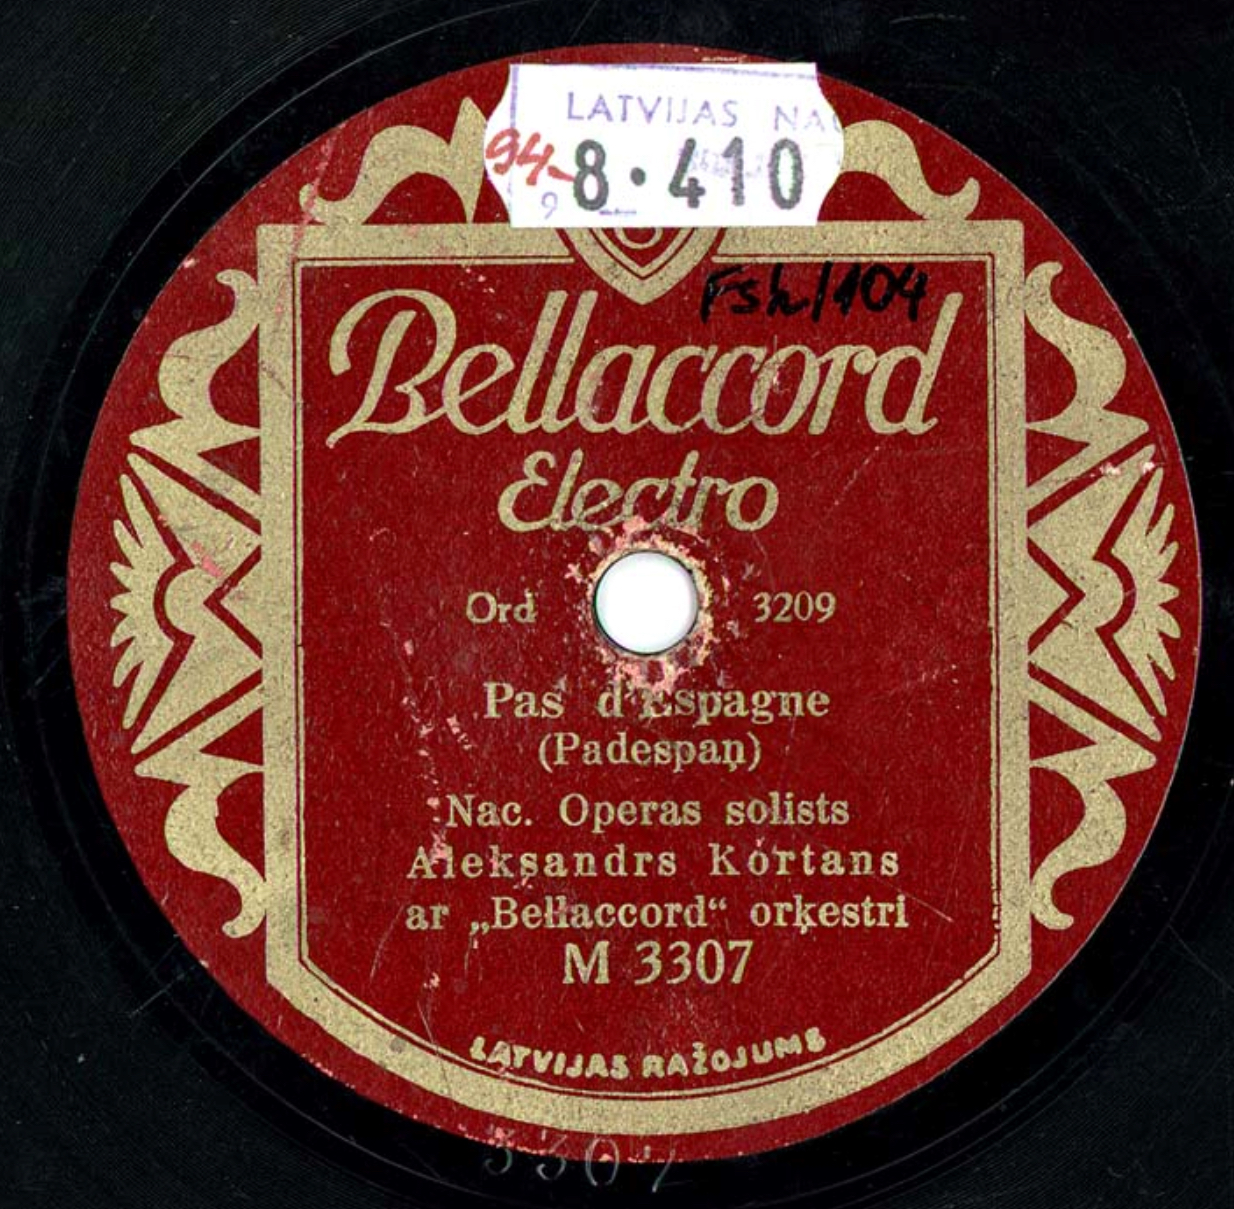 LATVIJAS NA
94-8·410
9
Fsk/104
Bellaccord
Electro
Ord 3209
Pas d'Espagne
(Padespaņ)
Nac. Operas solists
Aleksandrs Kortans
ar „Bellaccord“ orķestri
M 3307
LATVIJAS RAŽOJUMS
3307